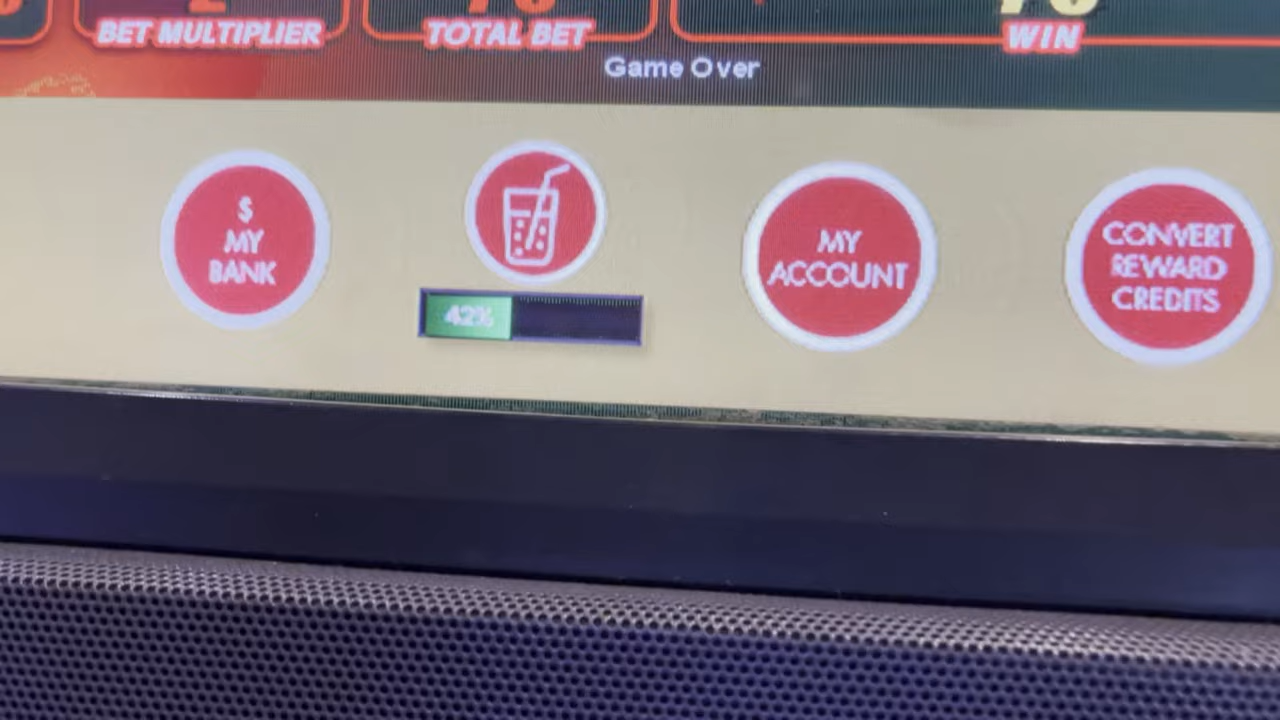 BET MULTIPLIER
TOTAL BET
WIN
Game Over
$
MY
BANK
42%
MY
ACCOUNT
CONVERT
REWARD
CREDITS